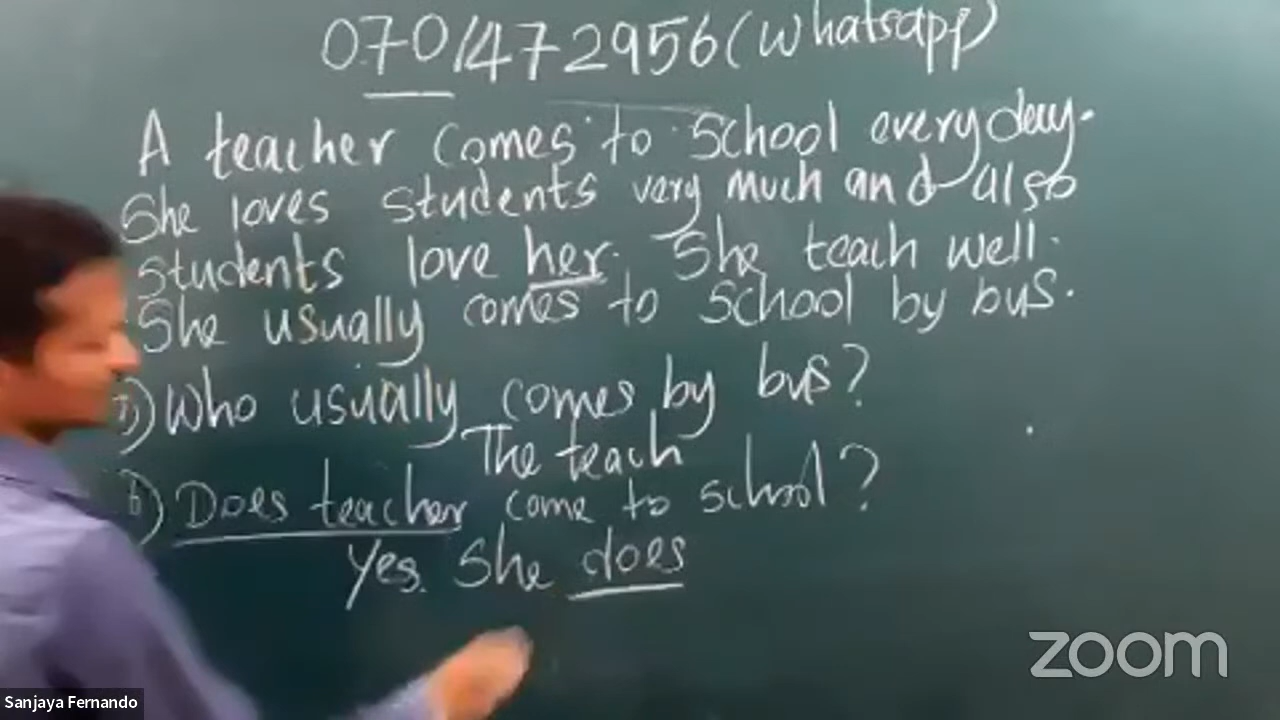 070/472956(Whatsapp)
A teacher comes to school everyday.
She loves students very much and also
students love her. She teach well.
She usually comes to school by bus.
1) Who usually comes by bus?
The teach
b) Does teacher come to school?
Yes. She does
zoom
Sanjaya Fernando